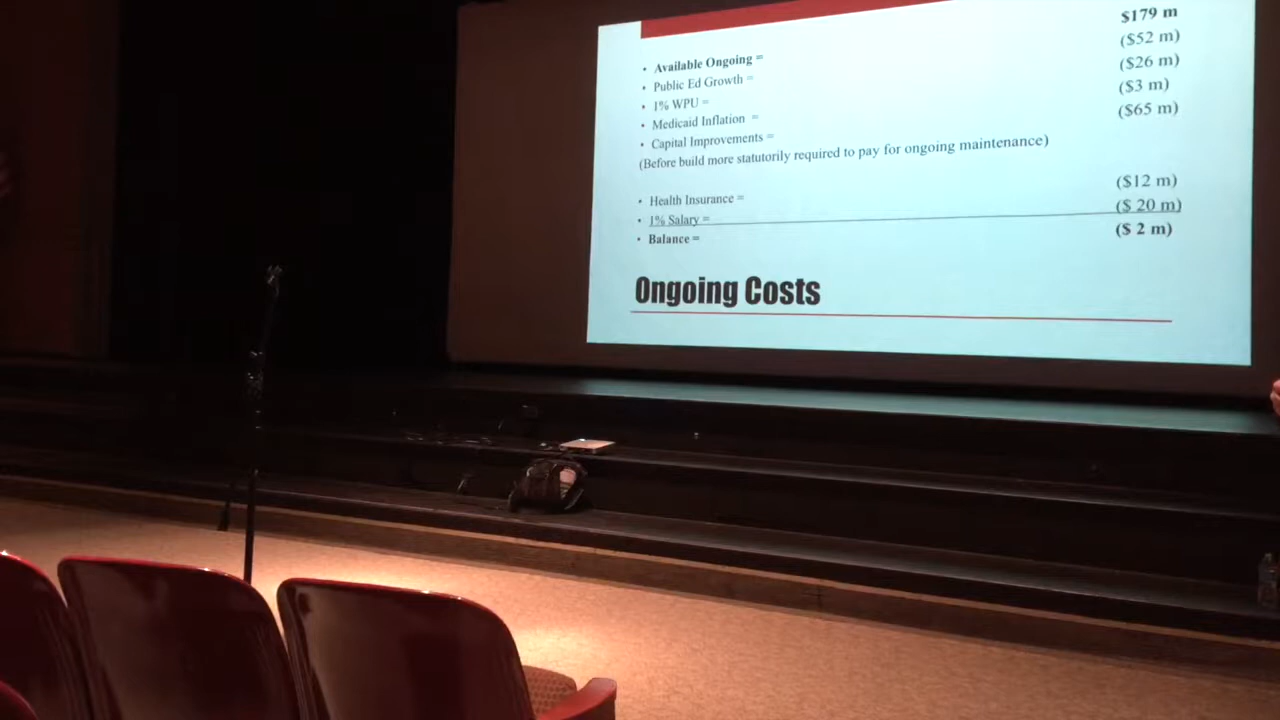 • Available Ongoing = $179 m
• Public Ed Growth = ($52 m)
• 1% WPU = ($26 m)
• Medicaid Inflation = ($3 m)
• Capital Improvements = ($65 m)
(Before build more statutorily required to pay for ongoing maintenance)
• Health Insurance = ($12 m)
• 1% Salary = ($ 20 m)
• Balance = ($ 2 m)
Ongoing Costs